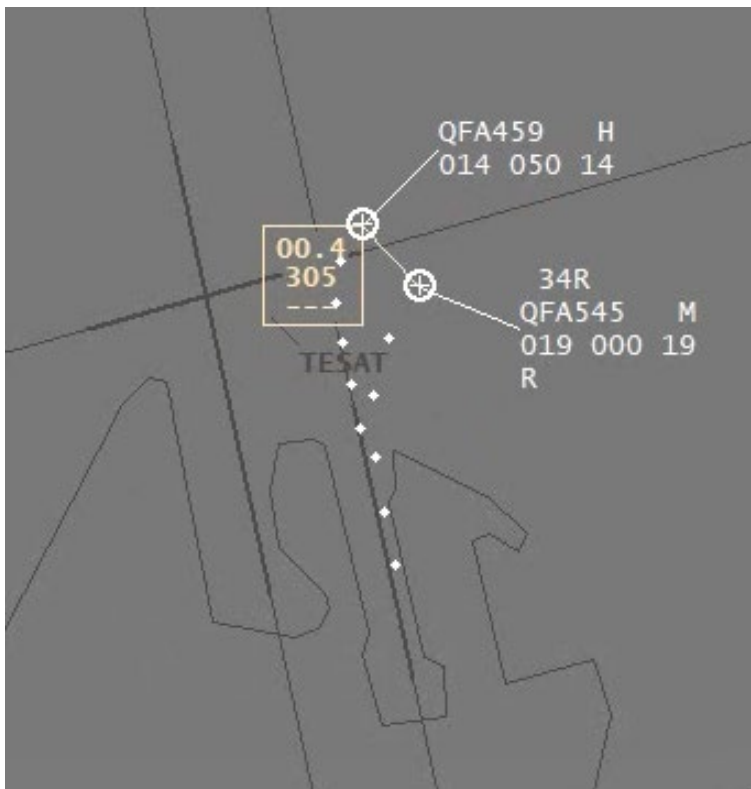 QFA459 H
014 050 14
00.4
305
---
34R
QFA545 M
019 000 19
R
TESAT